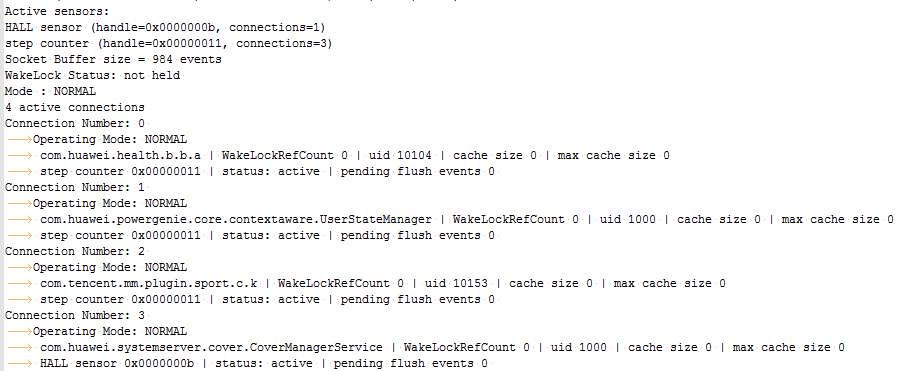 Active sensors:
HALL sensor (handle=0x0000000b, connections=1)
step counter (handle=0x00000011, connections=3)
Socket Buffer size = 984 events
WakeLock Status: not held
Mode : NORMAL
4 active connections
Connection Number: 0
Operating Mode: NORMAL
com.huawei.health.b.b.a | WakeLockRefCount 0 | uid 10104 | cache size 0 | max cache size 0
step counter 0x00000011 | status: active | pending flush events 0
Connection Number: 1
Operating Mode: NORMAL
com.huawei.powergenie.core.contextaware.UserStateManager | WakeLockRefCount 0 | uid 1000 | cache size 0 | max cache size 0
step counter 0x00000011 | status: active | pending flush events 0
Connection Number: 2
Operating Mode: NORMAL
com.tencent.mm.plugin.sport.c.k | WakeLockRefCount 0 | uid 10153 | cache size 0 | max cache size 0
step counter 0x00000011 | status: active | pending flush events 0
Connection Number: 3
Operating Mode: NORMAL
com.huawei.systemserver.cover.CoverManagerService | WakeLockRefCount 0 | uid 1000 | cache size 0 | max cache size 0
HALL sensor 0x0000000b | status: active | pending flush events 0